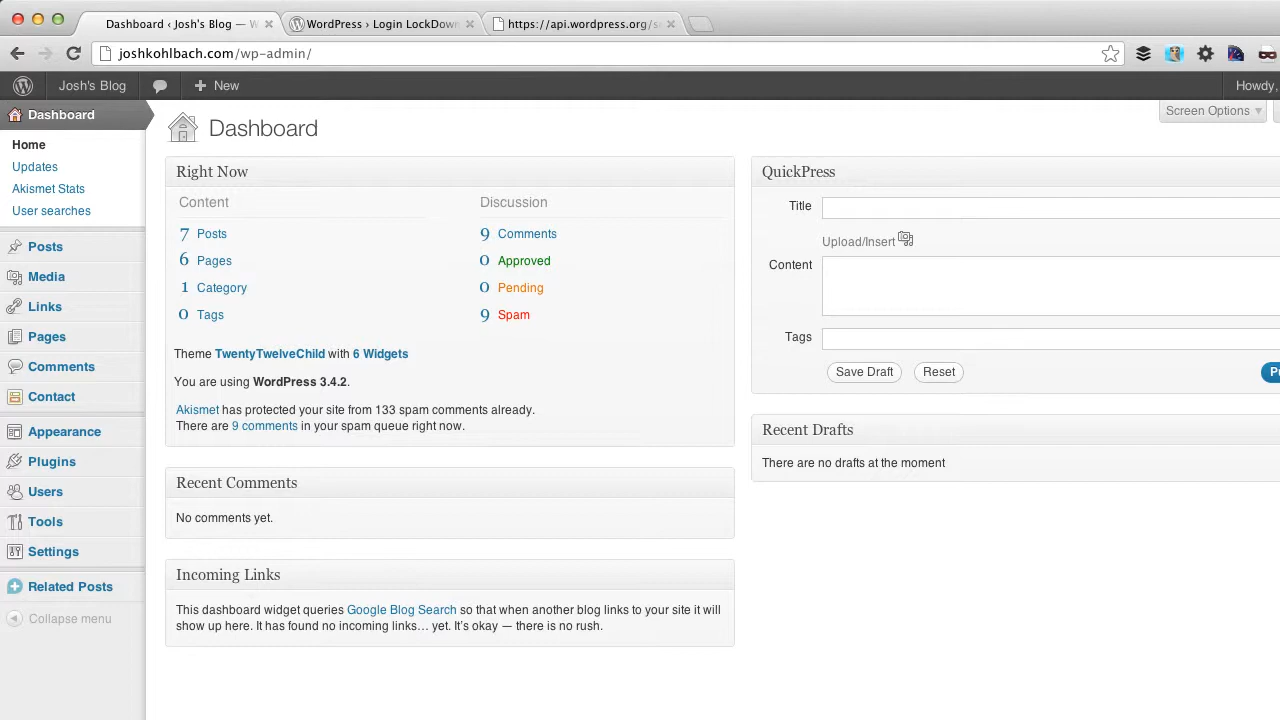 Dashboard ‹ Josh's Blog —
WordPress › Login LockDown
https://api.wordpress.org/s
joshkohlbach.com/wp-admin/
Josh's Blog
New
Howdy,
Dashboard
Home
Updates
Akismet Stats
User searches
Posts
Media
Links
Pages
Comments
Contact
Appearance
Plugins
Users
Tools
Settings
Related Posts
Collapse menu
Screen Options
Dashboard
Right Now
Content
7 Posts
6 Pages
1 Category
0 Tags
Discussion
9 Comments
0 Approved
0 Pending
9 Spam
Theme TwentyTwelveChild with 6 Widgets
You are using WordPress 3.4.2.
Akismet has protected your site from 133 spam comments already.
There are 9 comments in your spam queue right now.
Recent Comments
No comments yet.
Incoming Links
This dashboard widget queries Google Blog Search so that when another blog links to your site it will
show up here. It has found no incoming links… yet. It's okay — there is no rush.
QuickPress
Title
Upload/Insert
Content
Tags
Save Draft
Reset
Recent Drafts
There are no drafts at the moment